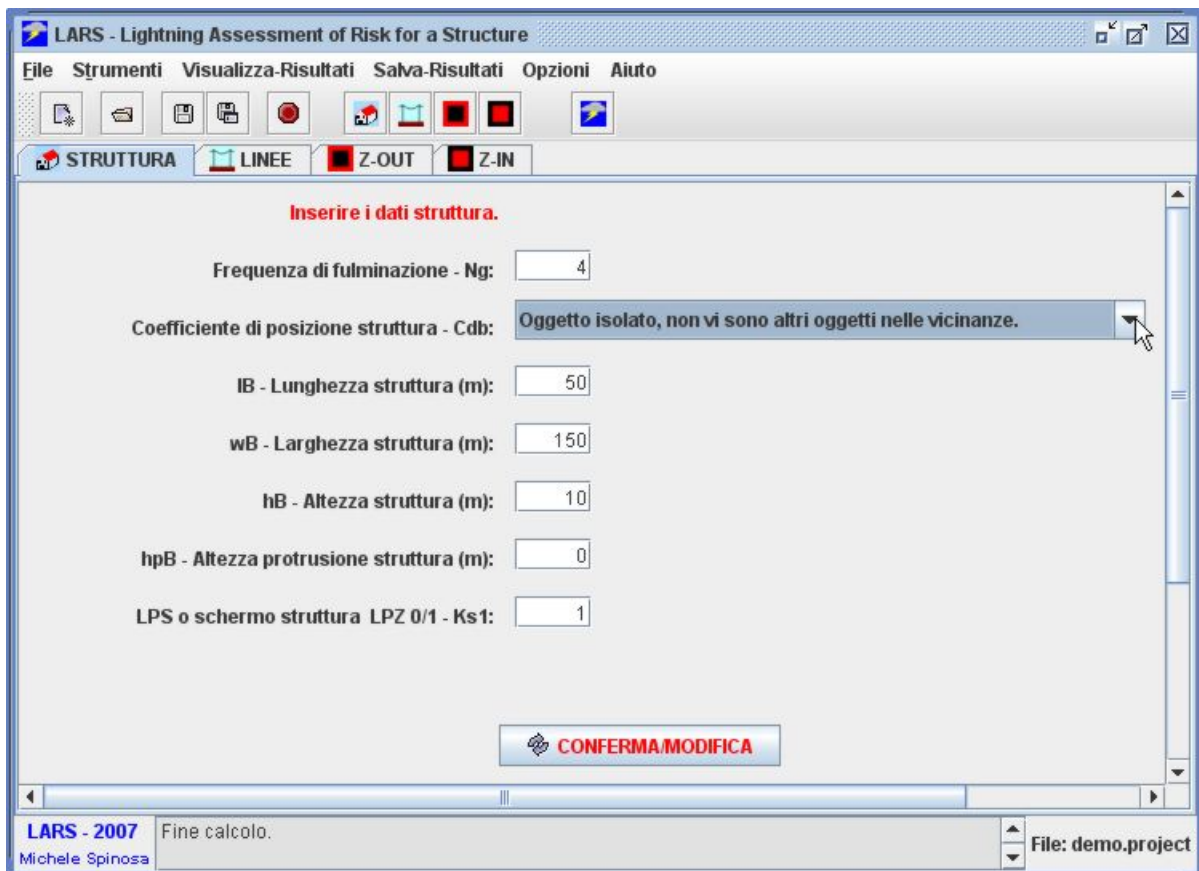 LARS - Lightning Assessment of Risk for a Structure
File Strumenti Visualizza-Risultati Salva-Risultati Opzioni Aiuto
STRUTTURA LINEE Z-OUT Z-IN
Inserire i dati struttura.
Frequenza di fulminazione - Ng: 4
Coefficiente di posizione struttura - Cdb: Oggetto isolato, non vi sono altri oggetti nelle vicinanze.
lB - Lunghezza struttura (m): 50
wB - Larghezza struttura (m): 150
hB - Altezza struttura (m): 10
hpB - Altezza protrusione struttura (m): 0
LPS o schermo struttura LPZ 0/1 - Ks1: 1
CONFERMA/MODIFICA
LARS - 2007 Fine calcolo.
Michele Spinosa
File: demo.project